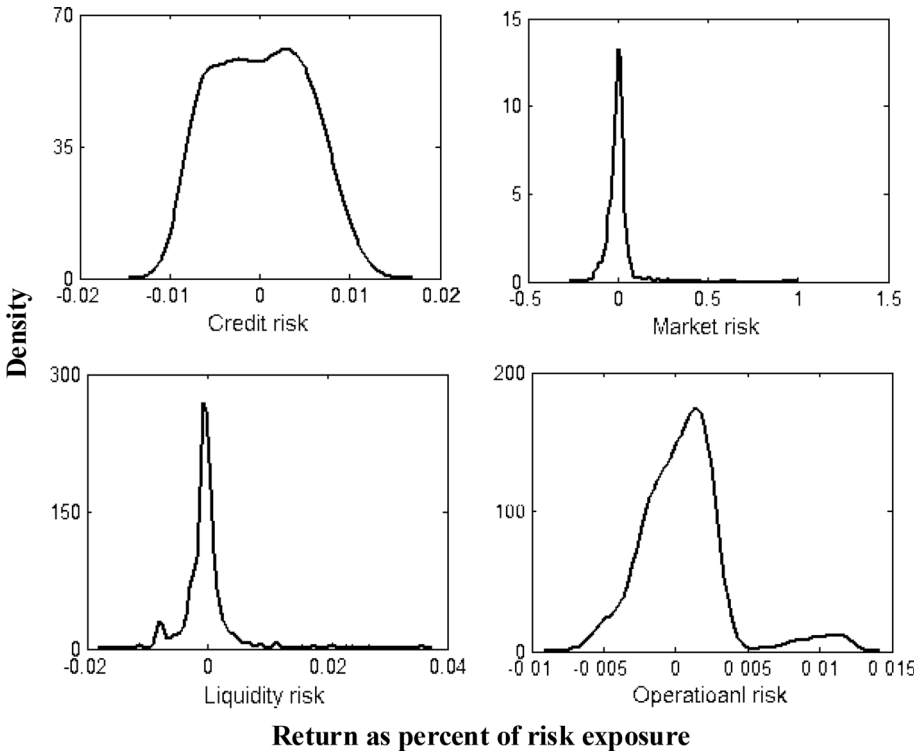 70
35
0
-0.02 -0.01 0 0.01 0.02
Credit risk
15
10
5
0
-0.5 0 0.5 1 1.5
Market risk
Density
300
150
0
-0.02 0 0.02 0.04
Liquidity risk
200
100
0
-0 01 -0 005 0 0 005 0 01 0 015
Operatioanl risk
Return as percent of risk exposure